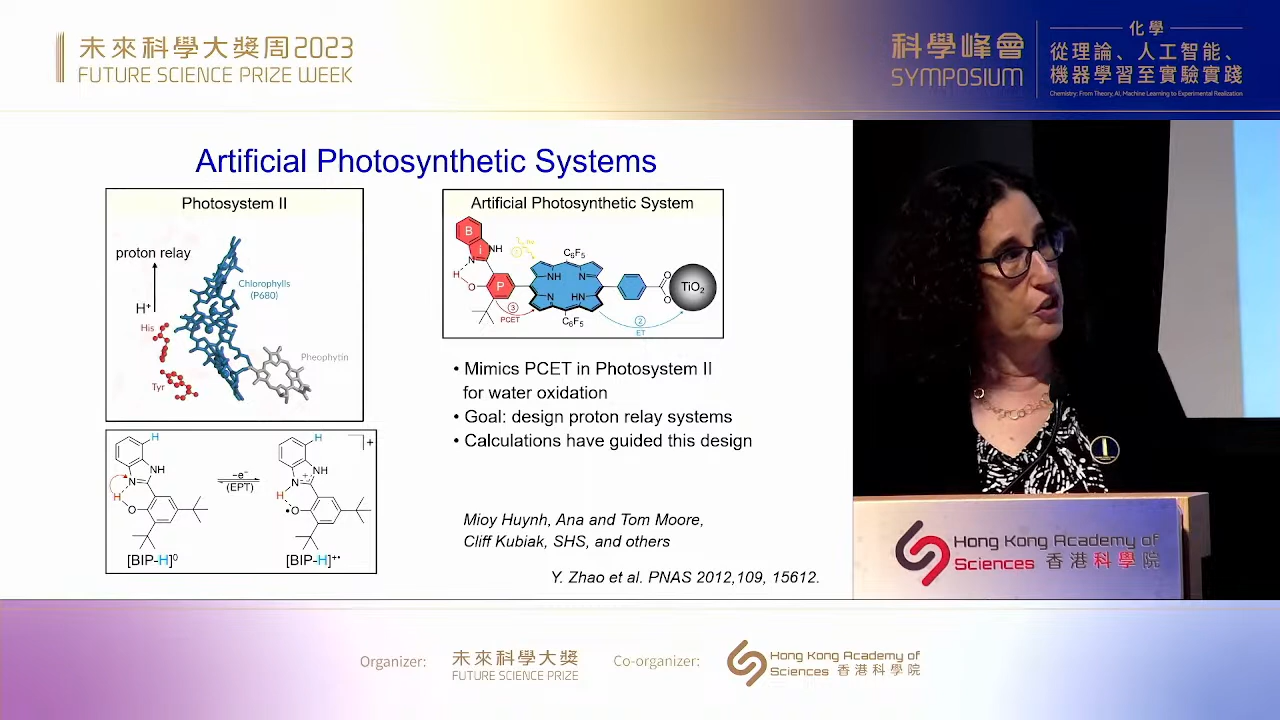 未來科學大獎周2023
FUTURE SCIENCE PRIZE WEEK
科學峰會
SYMPOSIUM
化學
從理論、人工智能、
機器學習至實驗實踐
Chemistry: From Theory, AI, Machine Learning to Experimental Realization
Artificial Photosynthetic Systems
Photosystem II
proton relay
H⁺
His
Tyr
Chlorophylls
(P680)
Pheophytin
Artificial Photosynthetic System
B
i
NH
N
H
O
P
③
PCET
C₆F₅
NH
N
N
HN
C₆F₅
②
ET
O
O
TiO₂
• Mimics PCET in Photosystem II
for water oxidation
• Goal: design proton relay systems
• Calculations have guided this design
H
NH
N
H
O
[BIP-H]⁰
−e⁻
(EPT)
H
+
NH
N
+
H
•O
[BIP-H]⁺•
Mioy Huynh, Ana and Tom Moore,
Cliff Kubiak, SHS, and others
Y. Zhao et al. PNAS 2012,109, 15612.
Hong Kong Academy of
Sciences 香港科學院
Organizer:
未來科學大獎
FUTURE SCIENCE PRIZE
Co-organizer:
Hong Kong Academy of
Sciences 香港科學院